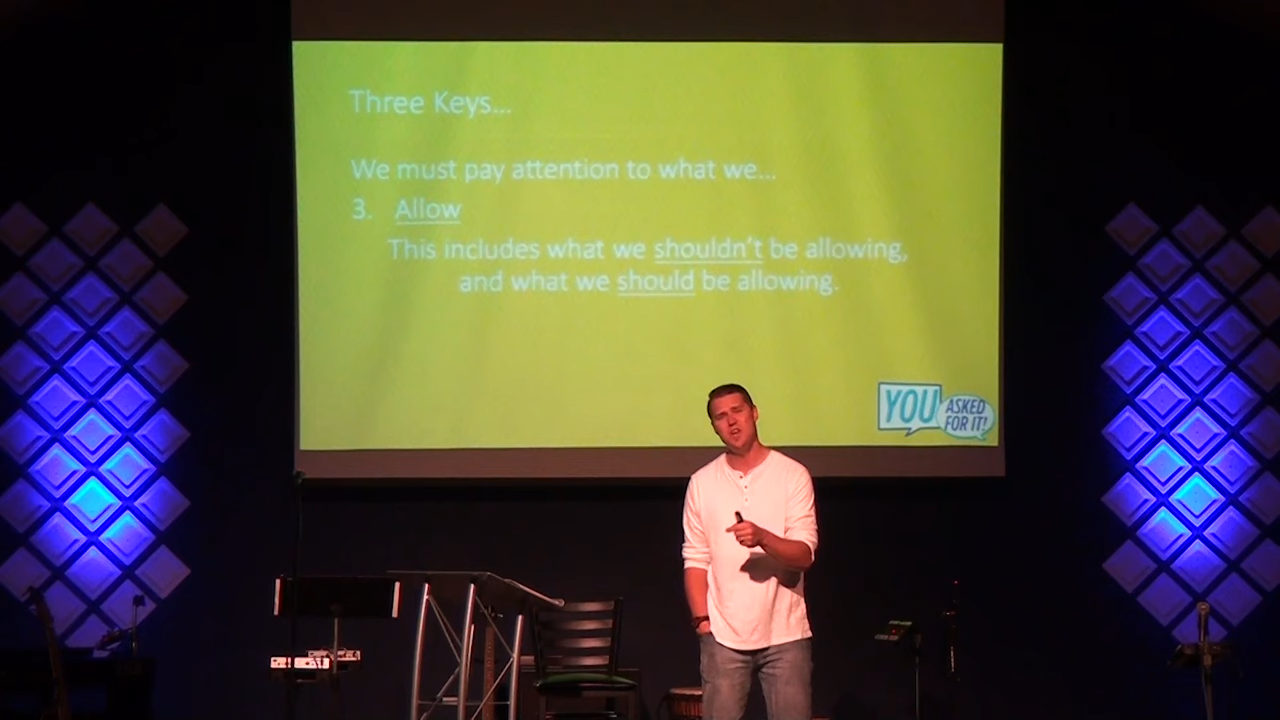 Three Keys...
We must pay attention to what we...
3. Allow
This includes what we shouldn't be allowing,
and what we should be allowing.
YOU
ASKED
FOR IT!